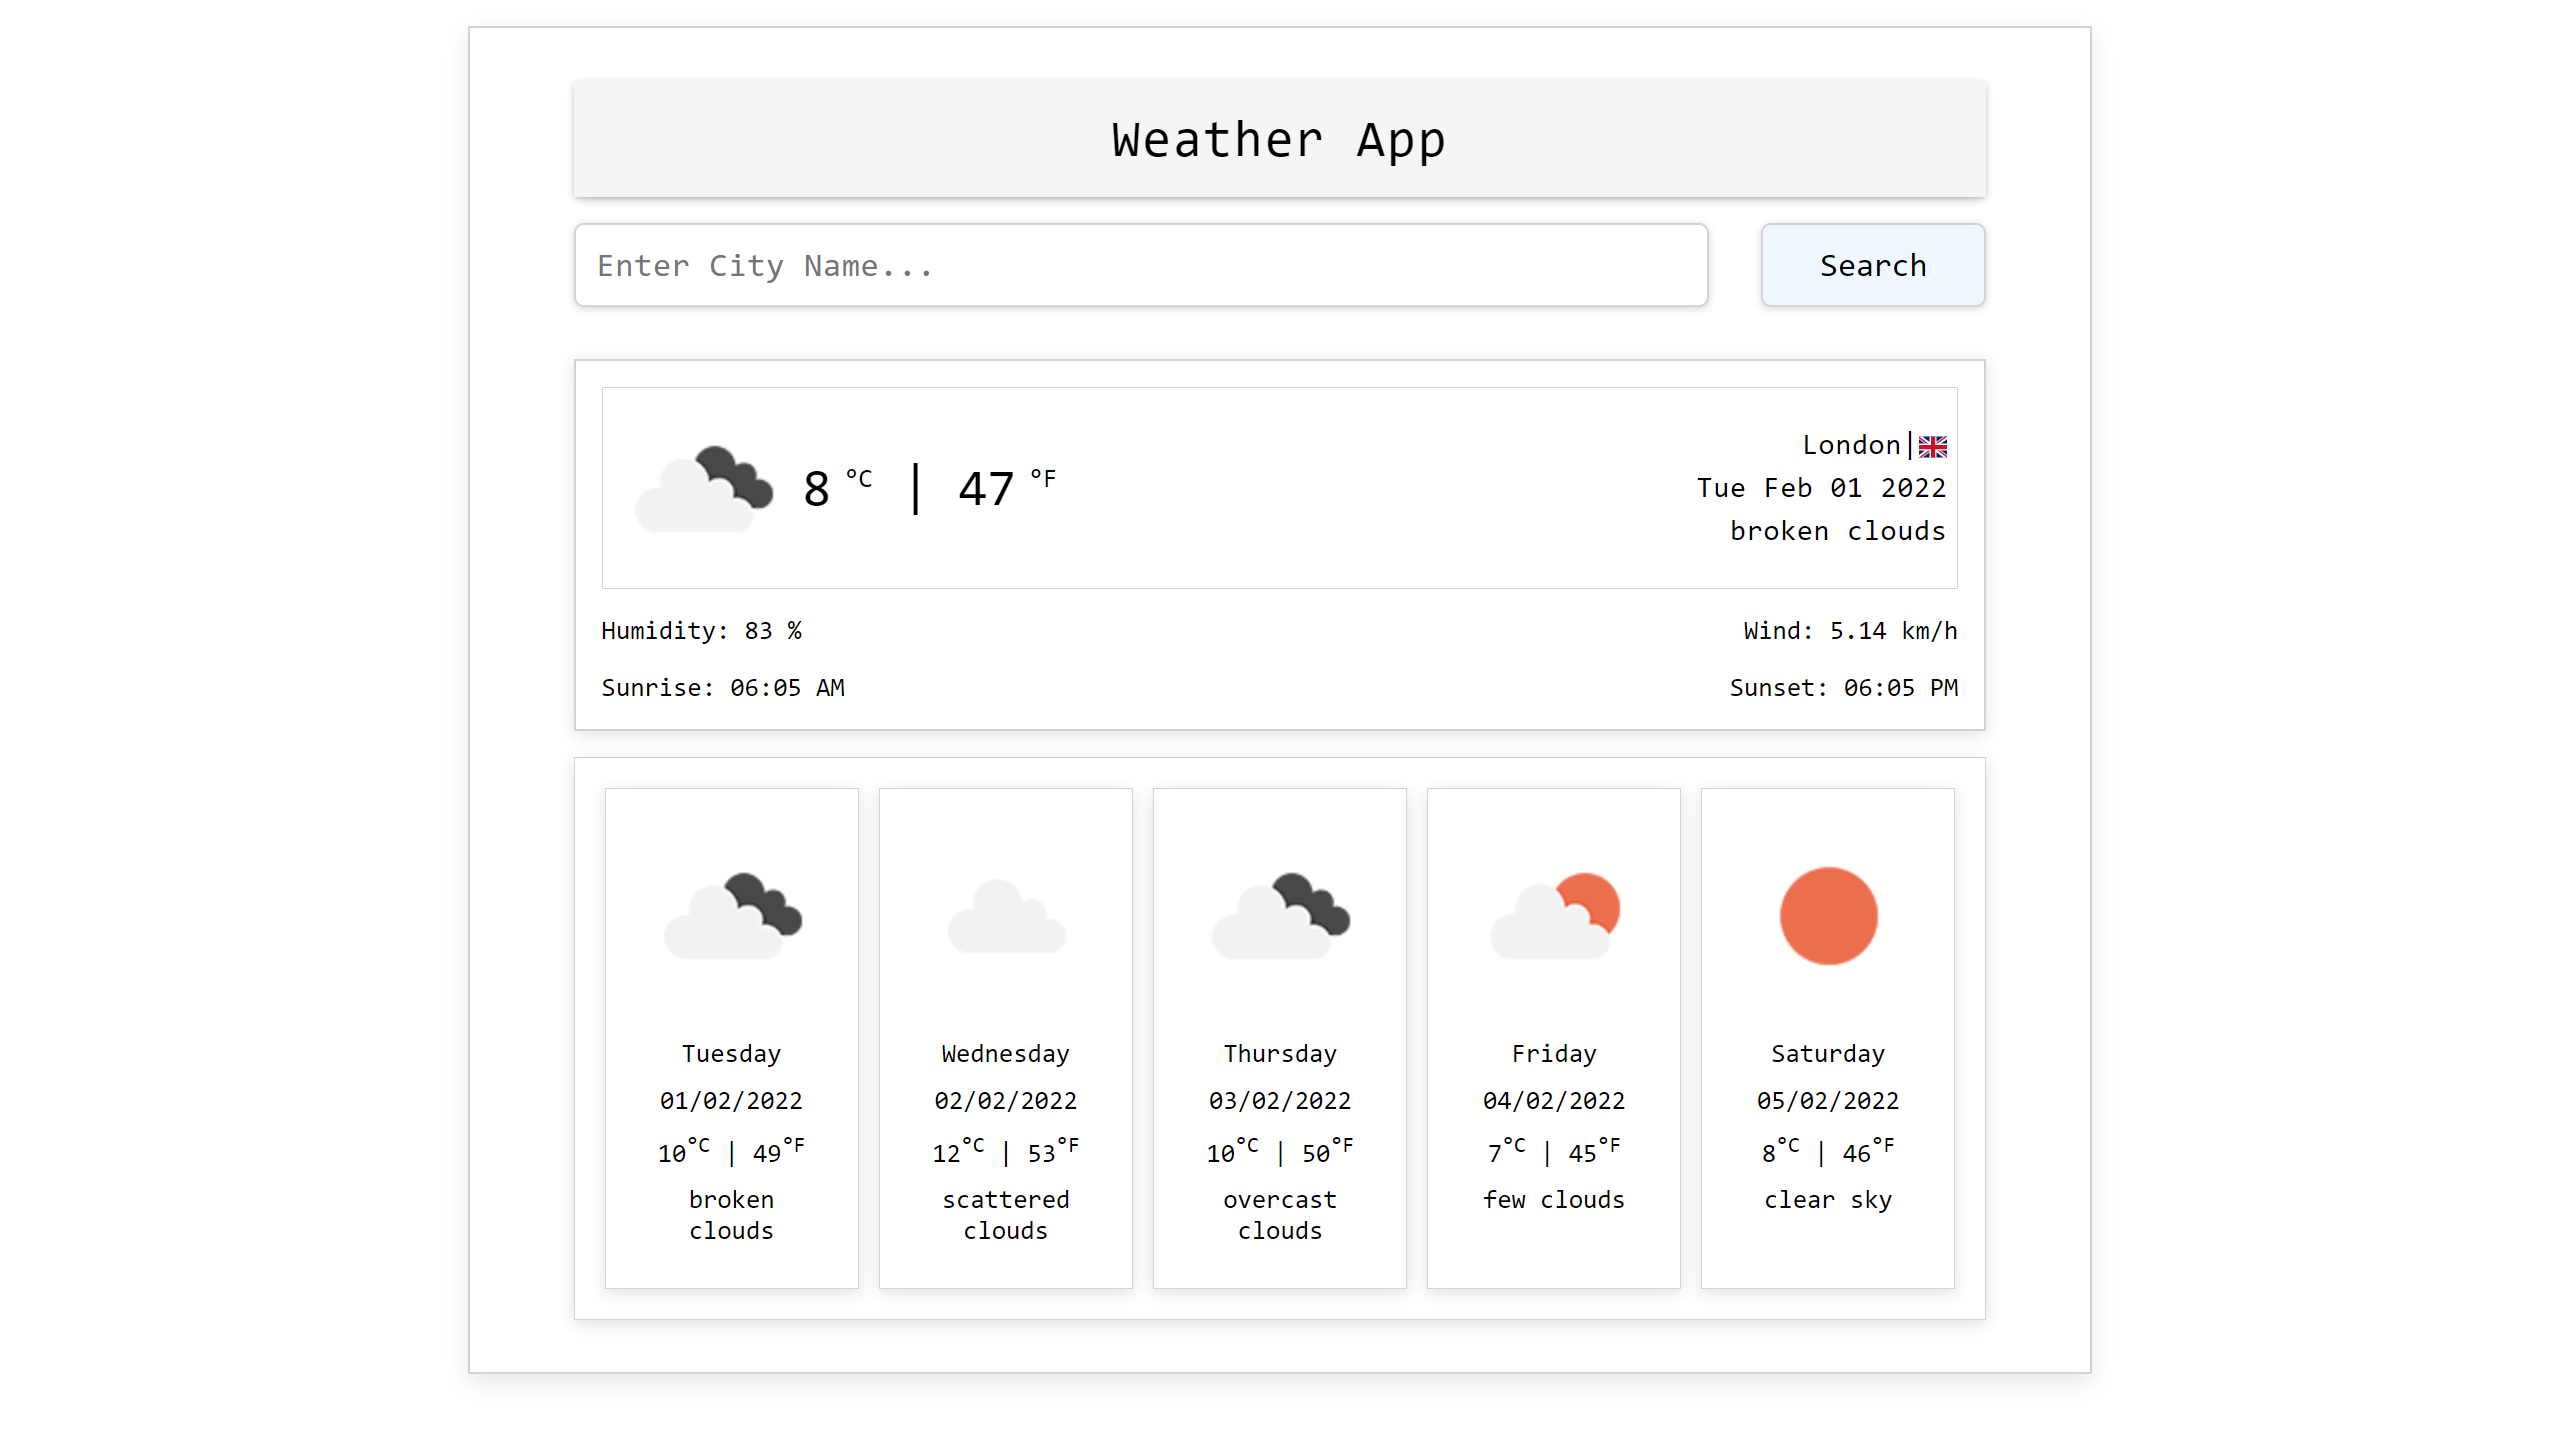 Weather App
Enter City Name...
Search
8 °C | 47 °F
London|
Tue Feb 01 2022
broken clouds
Humidity: 83 %
Wind: 5.14 km/h
Sunrise: 06:05 AM
Sunset: 06:05 PM
Tuesday
01/02/2022
10°C | 49°F
broken
clouds
Wednesday
02/02/2022
12°C | 53°F
scattered
clouds
Thursday
03/02/2022
10°C | 50°F
overcast
clouds
Friday
04/02/2022
7°C | 45°F
few clouds
Saturday
05/02/2022
8°C | 46°F
clear sky